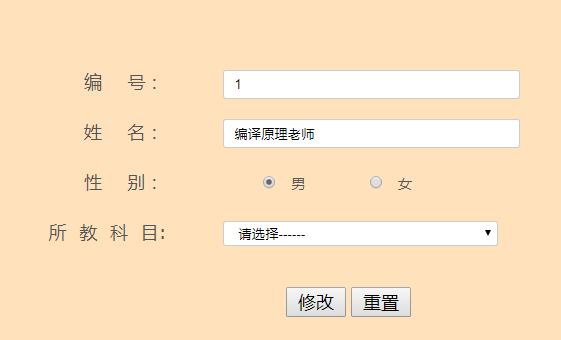 编 号： 1
姓 名： 编译原理老师
性 别： 男 女
所 教 科 目: 请选择------
修改 重置